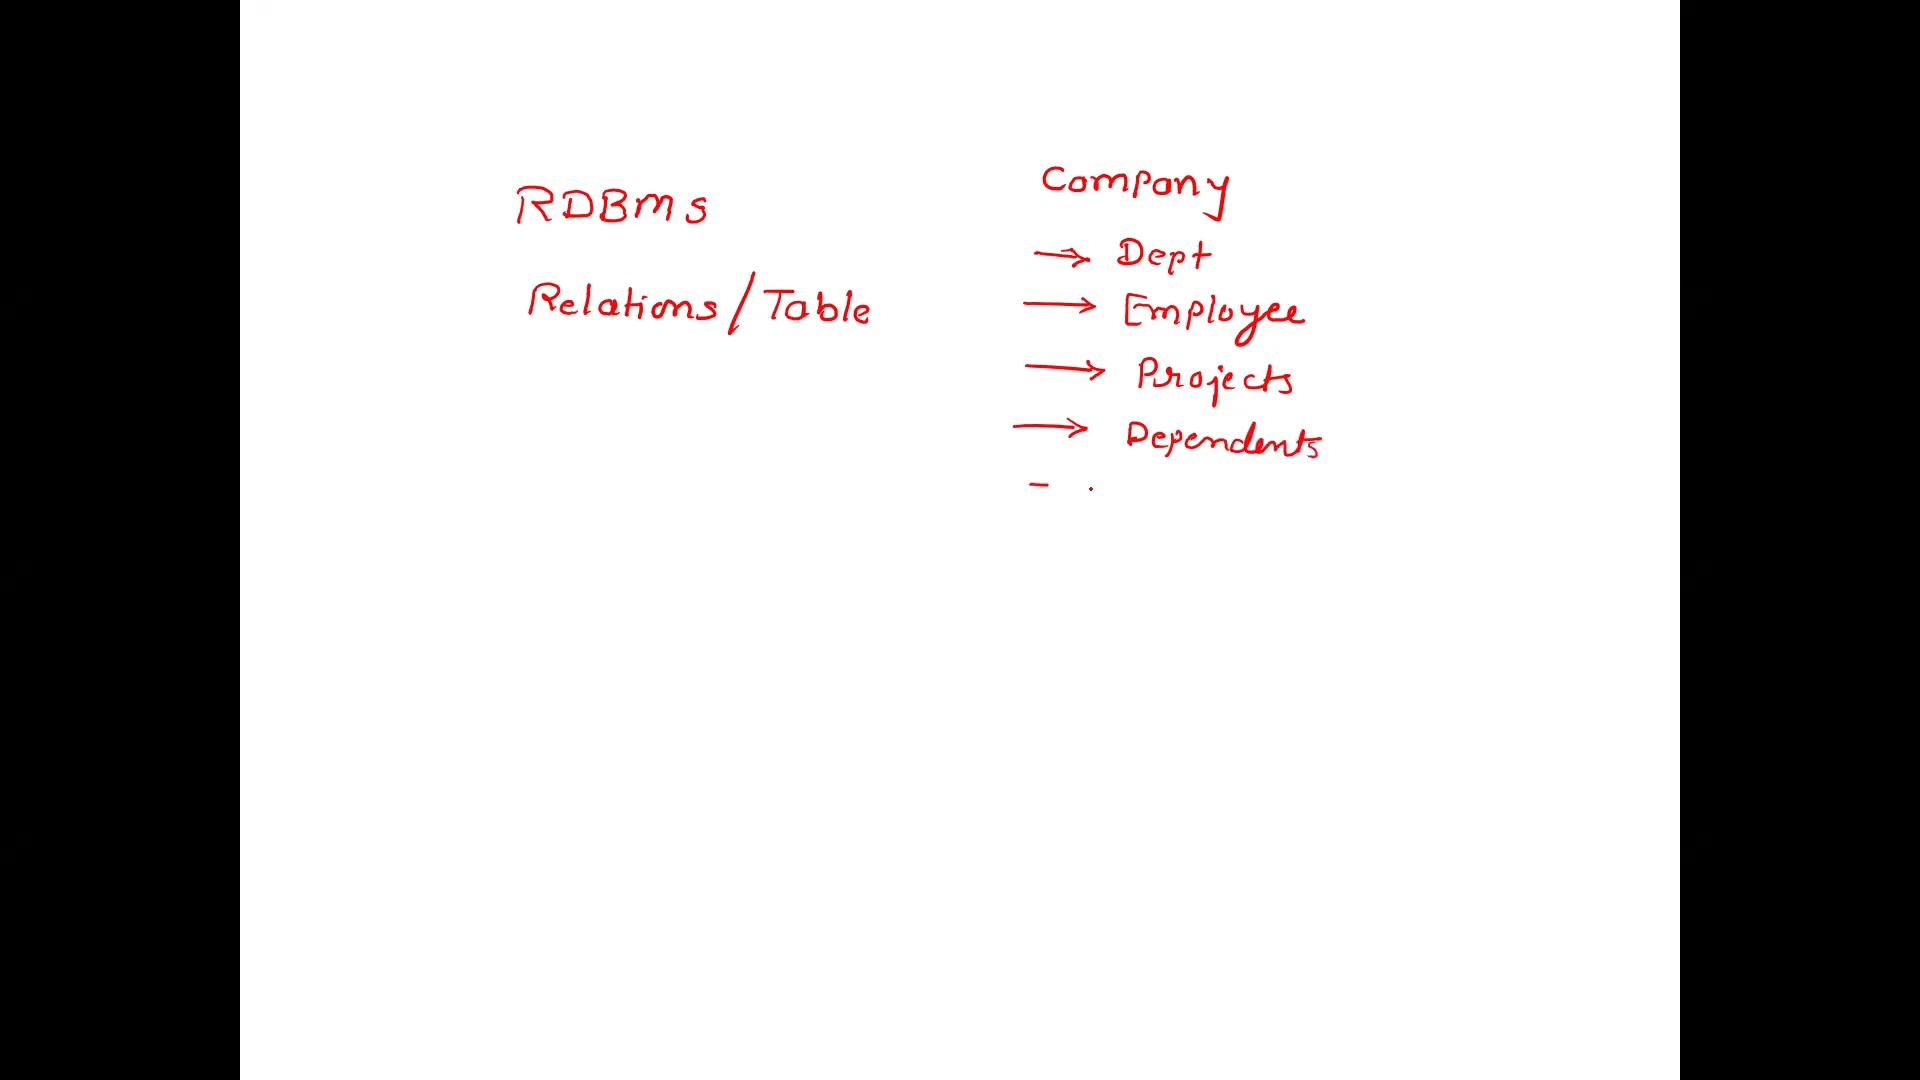 RDBMS
Relations/Table
Company
→ Dept
→ Employee
→ Projects
→ Dependents
- .